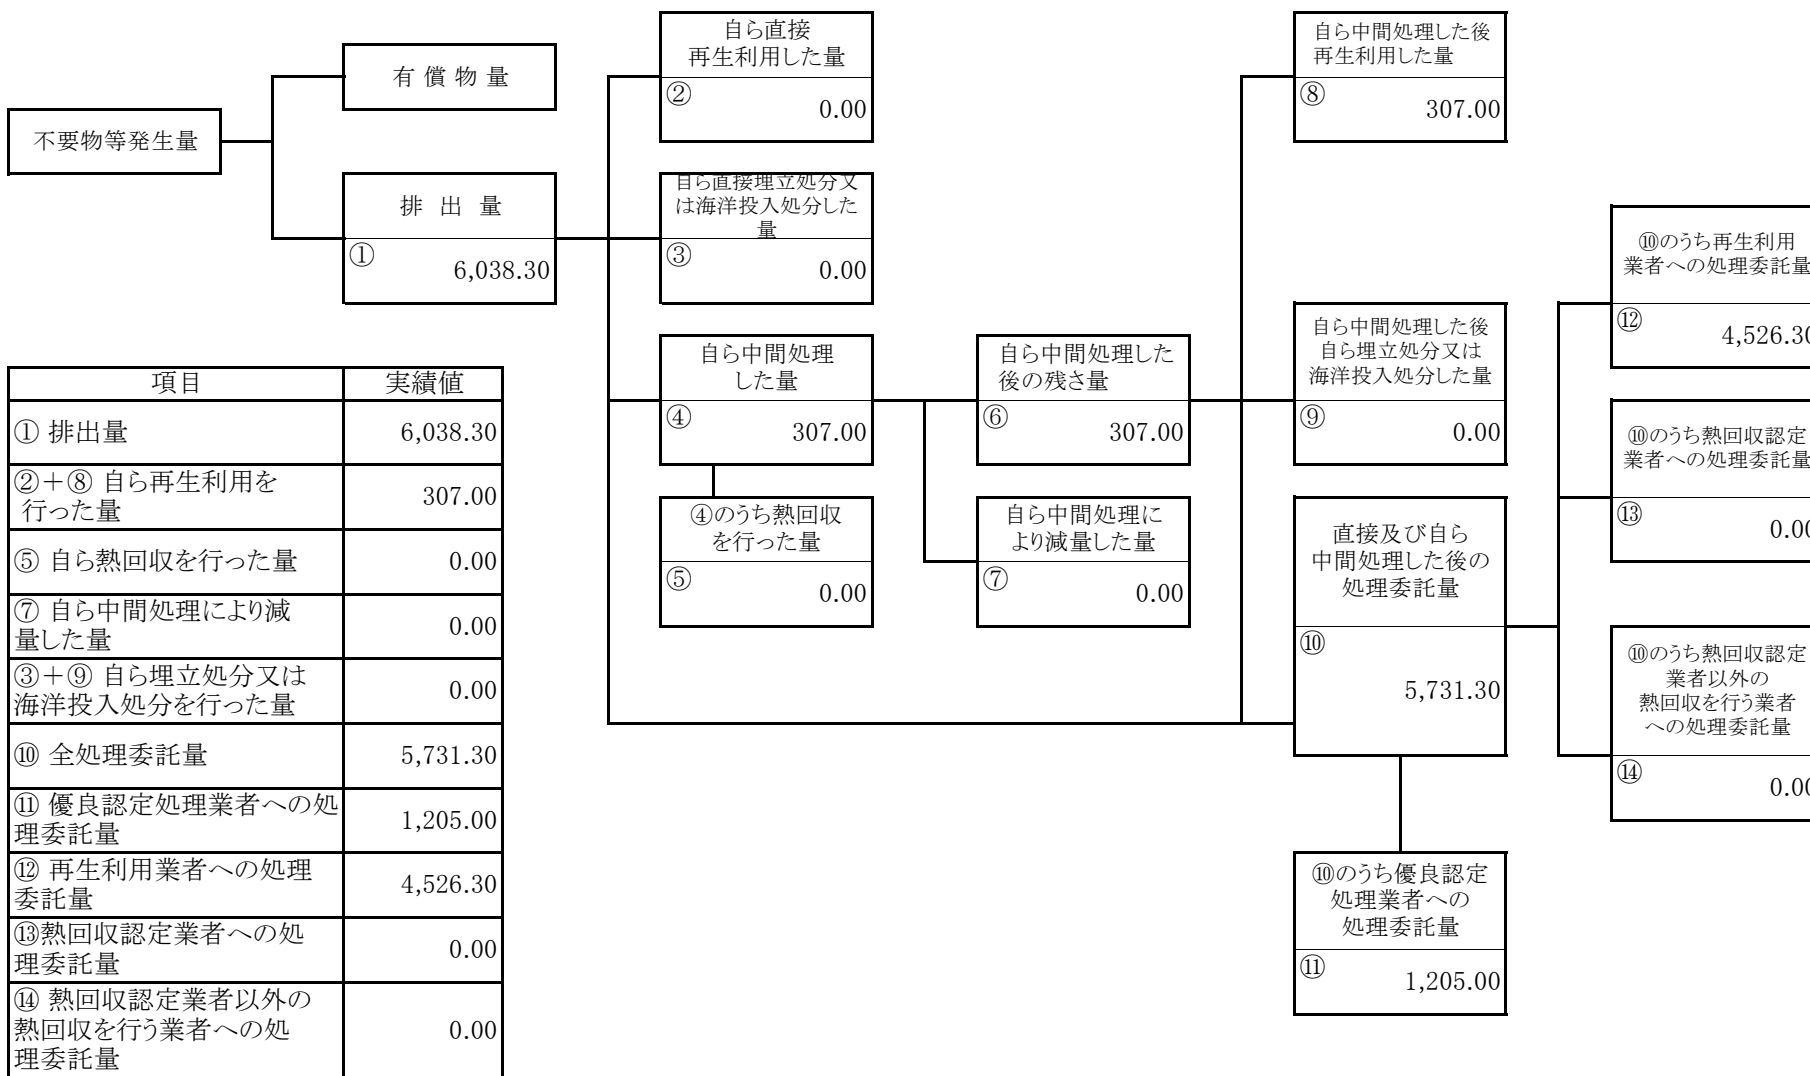 自ら直接
再生利用した量
②
0.00
自ら中間処理した後
再生利用した量
⑧
307.00
有 償 物 量
不要物等発生量
排 出 量
①
6,038.30
自ら直接埋立処分又
は海洋投入処分した
量
③
0.00
⑩のうち再生利用
業者への処理委託量
⑫
4,526.30
自ら中間処理
した量
④
307.00
自ら中間処理した
後の残さ量
⑥
307.00
自ら中間処理した後
自ら埋立処分又は
海洋投入処分した量
⑨
0.00
⑩のうち熱回収認定
業者への処理委託量
⑬
0.00
④のうち熱回収
を行った量
⑤
0.00
自ら中間処理に
より減量した量
⑦
0.00
直接及び自ら
中間処理した後の
処理委託量
⑩
5,731.30
⑩のうち熱回収認定
業者以外の
熱回収を行う業者
への処理委託量
⑭
0.00
⑩のうち優良認定
処理業者への
処理委託量
⑪
1,205.00
項目 実績値
① 排出量 6,038.30
②＋⑧ 自ら再生利用を
行った量 307.00
⑤ 自ら熱回収を行った量 0.00
⑦ 自ら中間処理により減
量した量 0.00
③＋⑨ 自ら埋立処分又は
海洋投入処分を行った量 0.00
⑩ 全処理委託量 5,731.30
⑪ 優良認定処理業者への処
理委託量 1,205.00
⑫ 再生利用業者への処理
委託量 4,526.30
⑬熱回収認定業者への処
理委託量 0.00
⑭ 熱回収認定業者以外の
熱回収を行う業者への処
理委託量 0.00